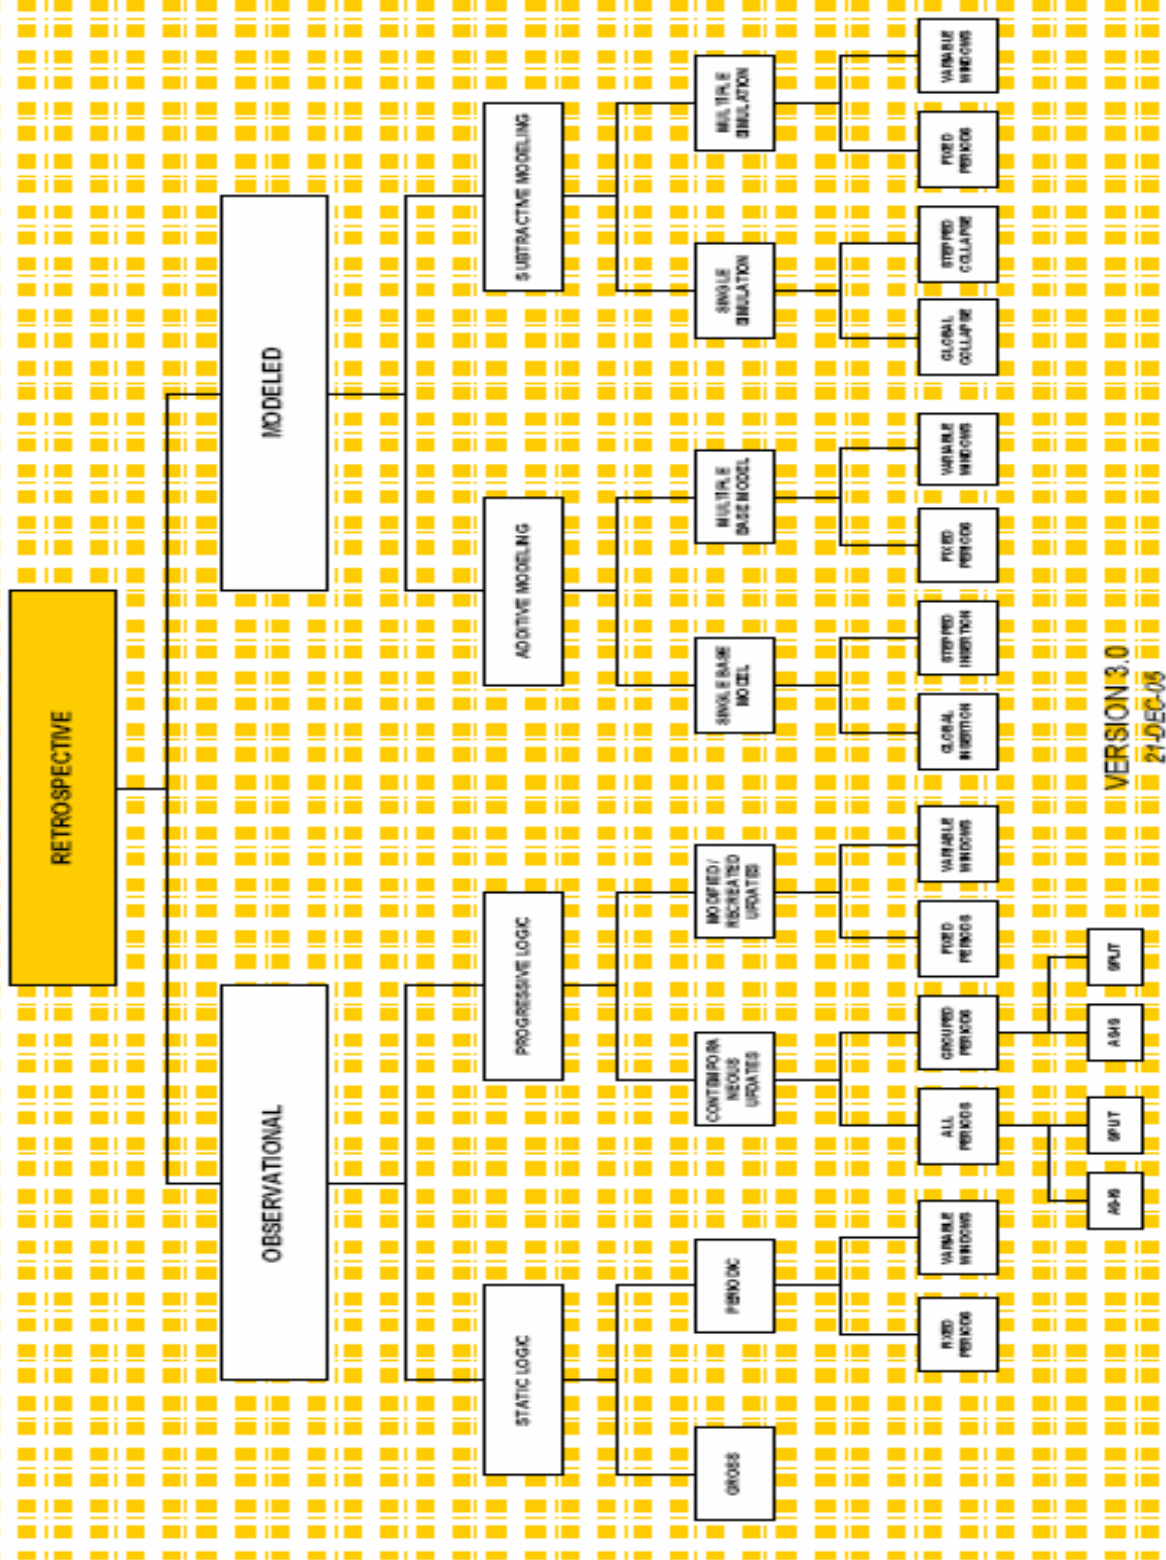 RETROSPECTIVE
OBSERVATIONAL
MODELED
STATIC LOGIC
PROGRESSIVE LOGIC
ADDITIVE MODELING
SUBTRACTIVE MODELING
GROSS
PERIODIC
CONTEMPORA
NEOUS
UPDATES
MODIFIED /
RECREATED
UPDATES
SINGLE BASE
MODEL
MULTIPLE
BASE MODEL
SINGLE
SIMULATION
MULTIPLE
SIMULATION
FIXED
PERIODS
VARIABLE
WINDOWS
ALL
PERIODS
GROUPED
PERIODS
FIXED
PERIODS
VARIABLE
WINDOWS
GLOBAL
INSERTION
STEPPED
INSERTION
FIXED
PERIODS
VARIABLE
WINDOWS
GLOBAL
COLLAPSE
STEPPED
COLLAPSE
FIXED
PERIODS
VARIABLE
WINDOWS
AS-IS
SPLIT
AS-IS
SPLIT
VERSION 3.0
21-DEC-05